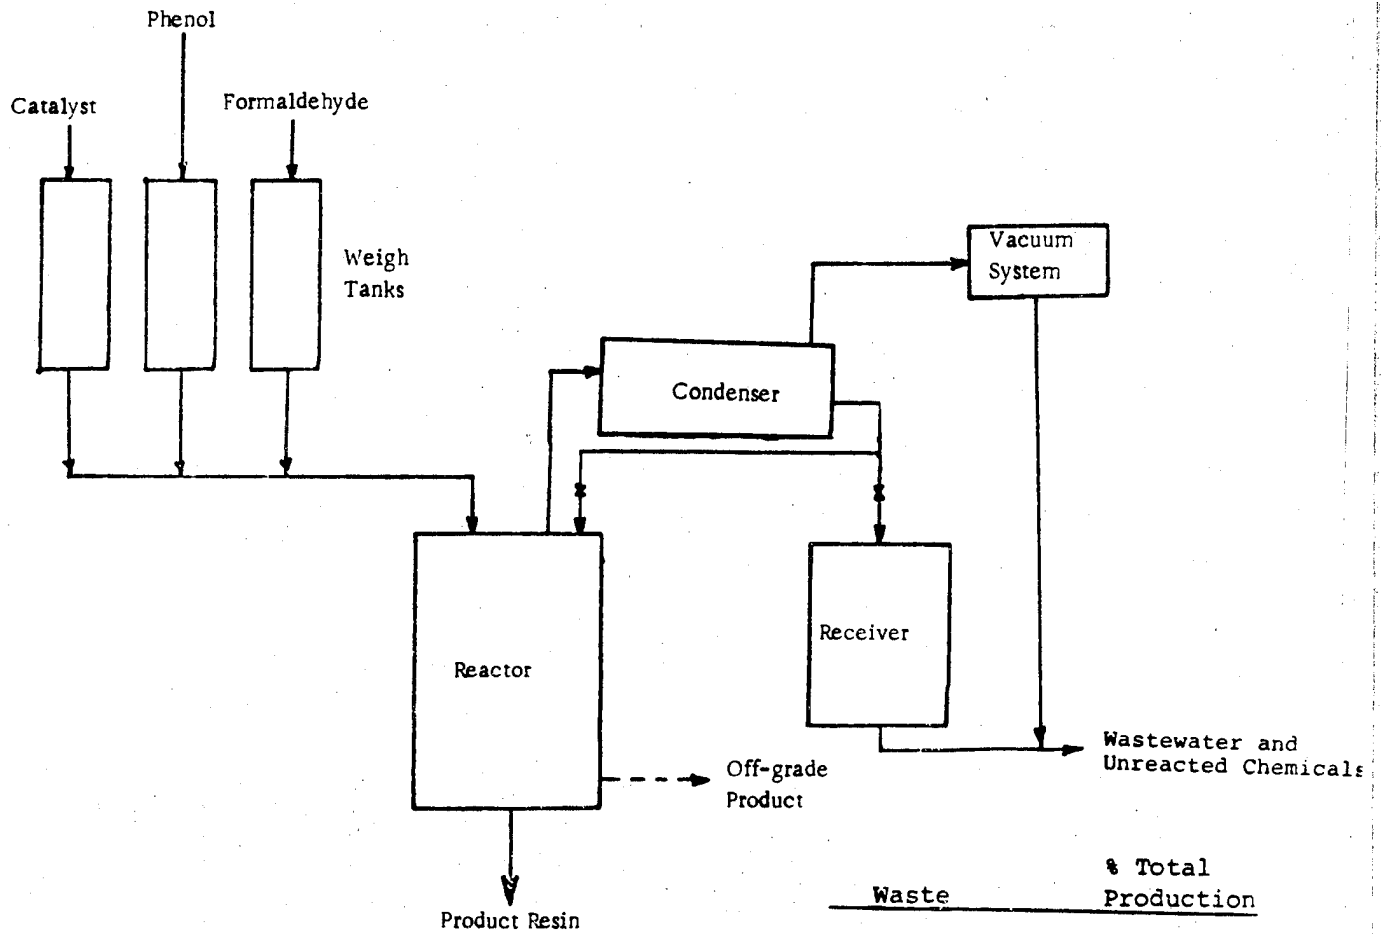 Phenol
Catalyst
Formaldehyde
Weigh
Tanks
Vacuum
System
Condenser
Reactor
Receiver
Wastewater and
Unreacted Chemicals
Off-grade
Product
Product Resin
% Total
Waste Production